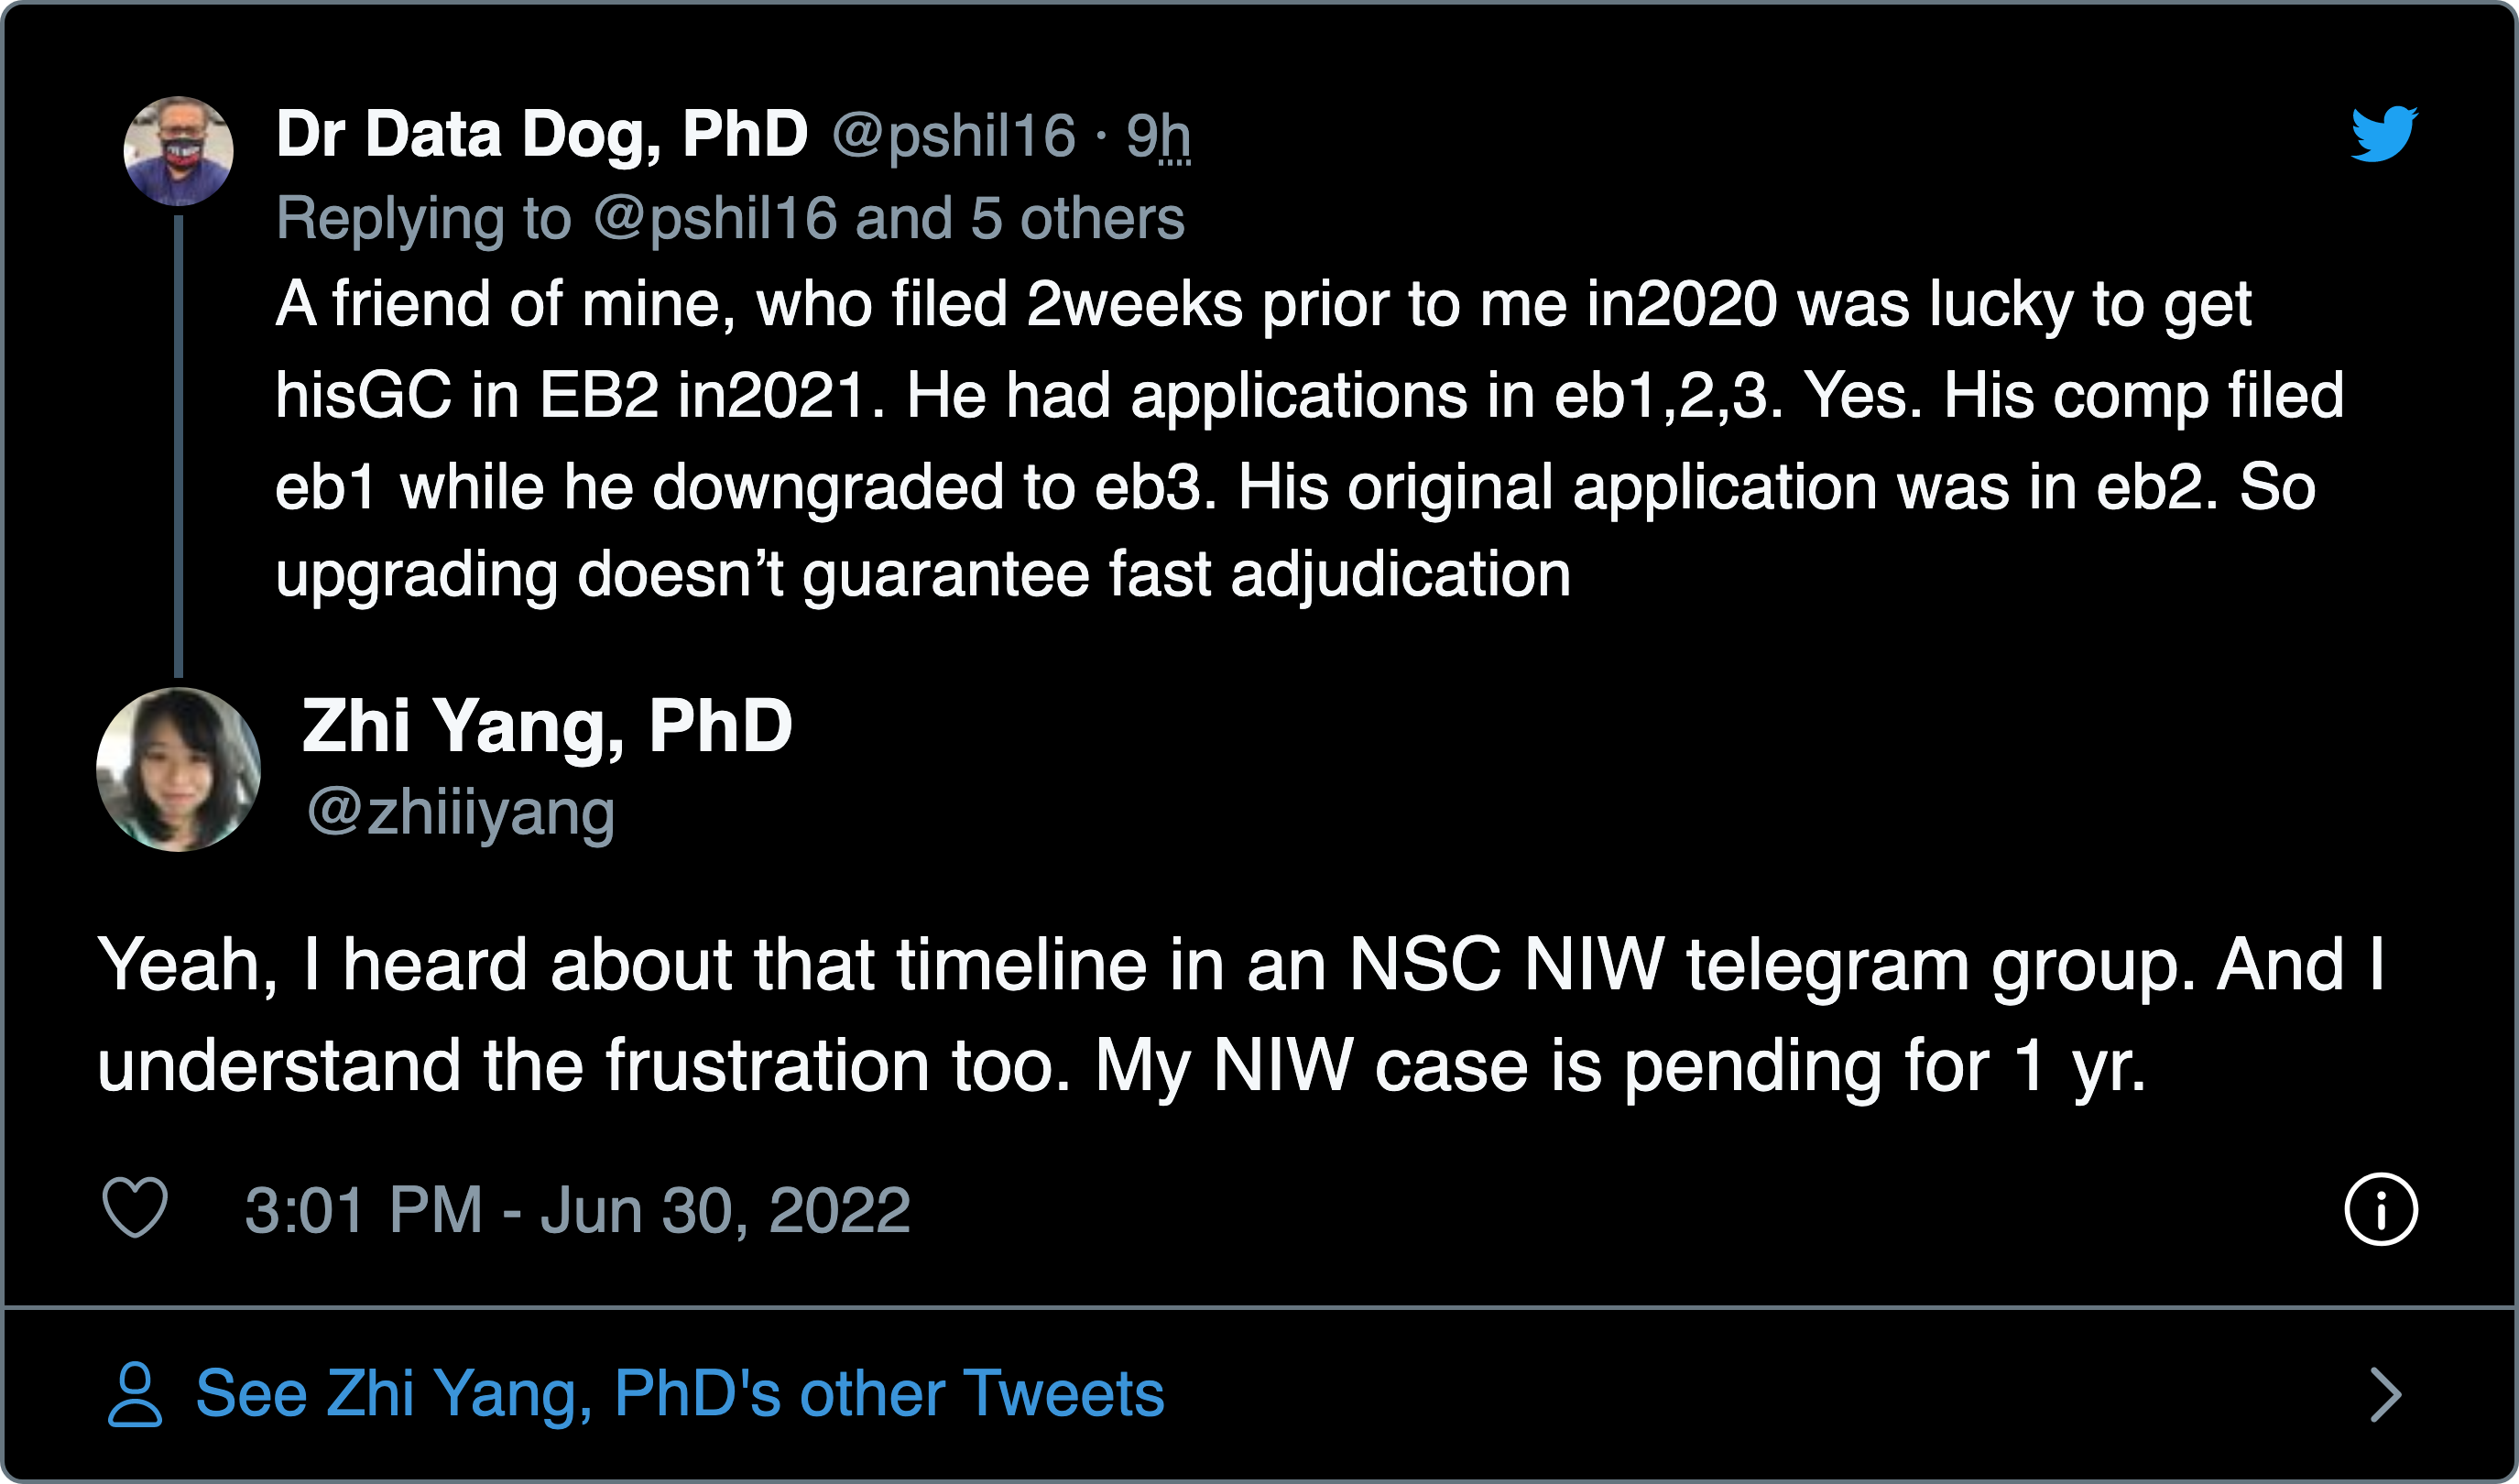 Dr Data Dog, PhD @pshil16 · 9h
Replying to @pshil16 and 5 others
A friend of mine, who filed 2weeks prior to me in2020 was lucky to get
hisGC in EB2 in2021. He had applications in eb1,2,3. Yes. His comp filed
eb1 while he downgraded to eb3. His original application was in eb2. So
upgrading doesn’t guarantee fast adjudication
Zhi Yang, PhD
@zhiiiyang
Yeah, I heard about that timeline in an NSC NIW telegram group. And I
understand the frustration too. My NIW case is pending for 1 yr.
3:01 PM - Jun 30, 2022
See Zhi Yang, PhD's other Tweets